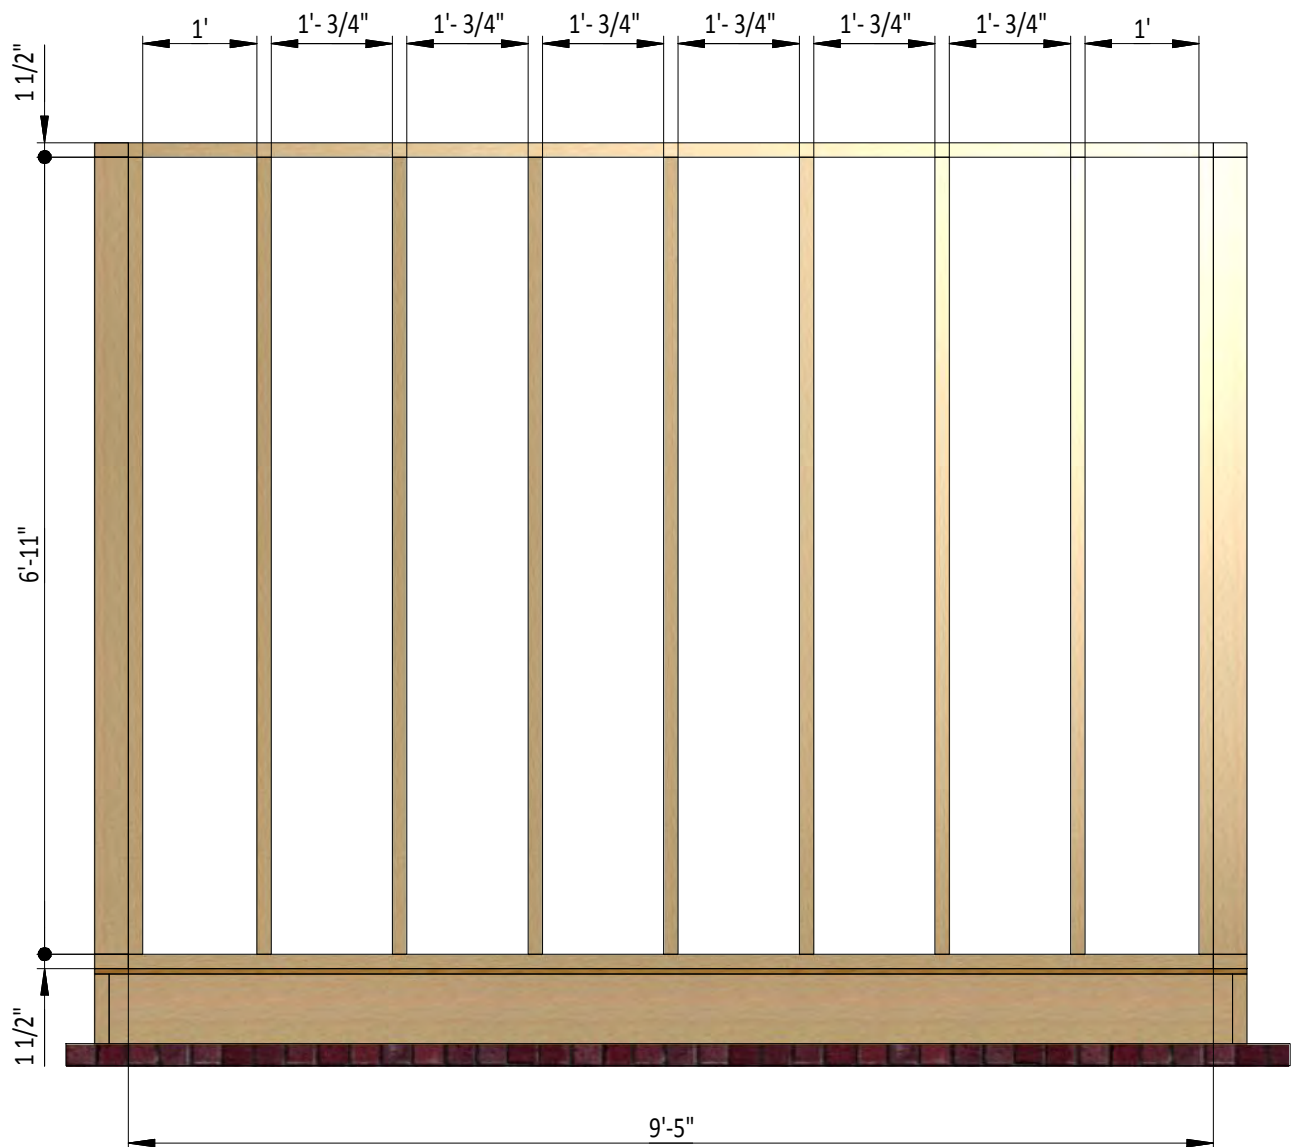 1' 1'- 3/4" 1'- 3/4" 1'- 3/4" 1'- 3/4" 1'- 3/4" 1'- 3/4" 1'
1 1/2"
6'-11"
1 1/2"
9'-5"